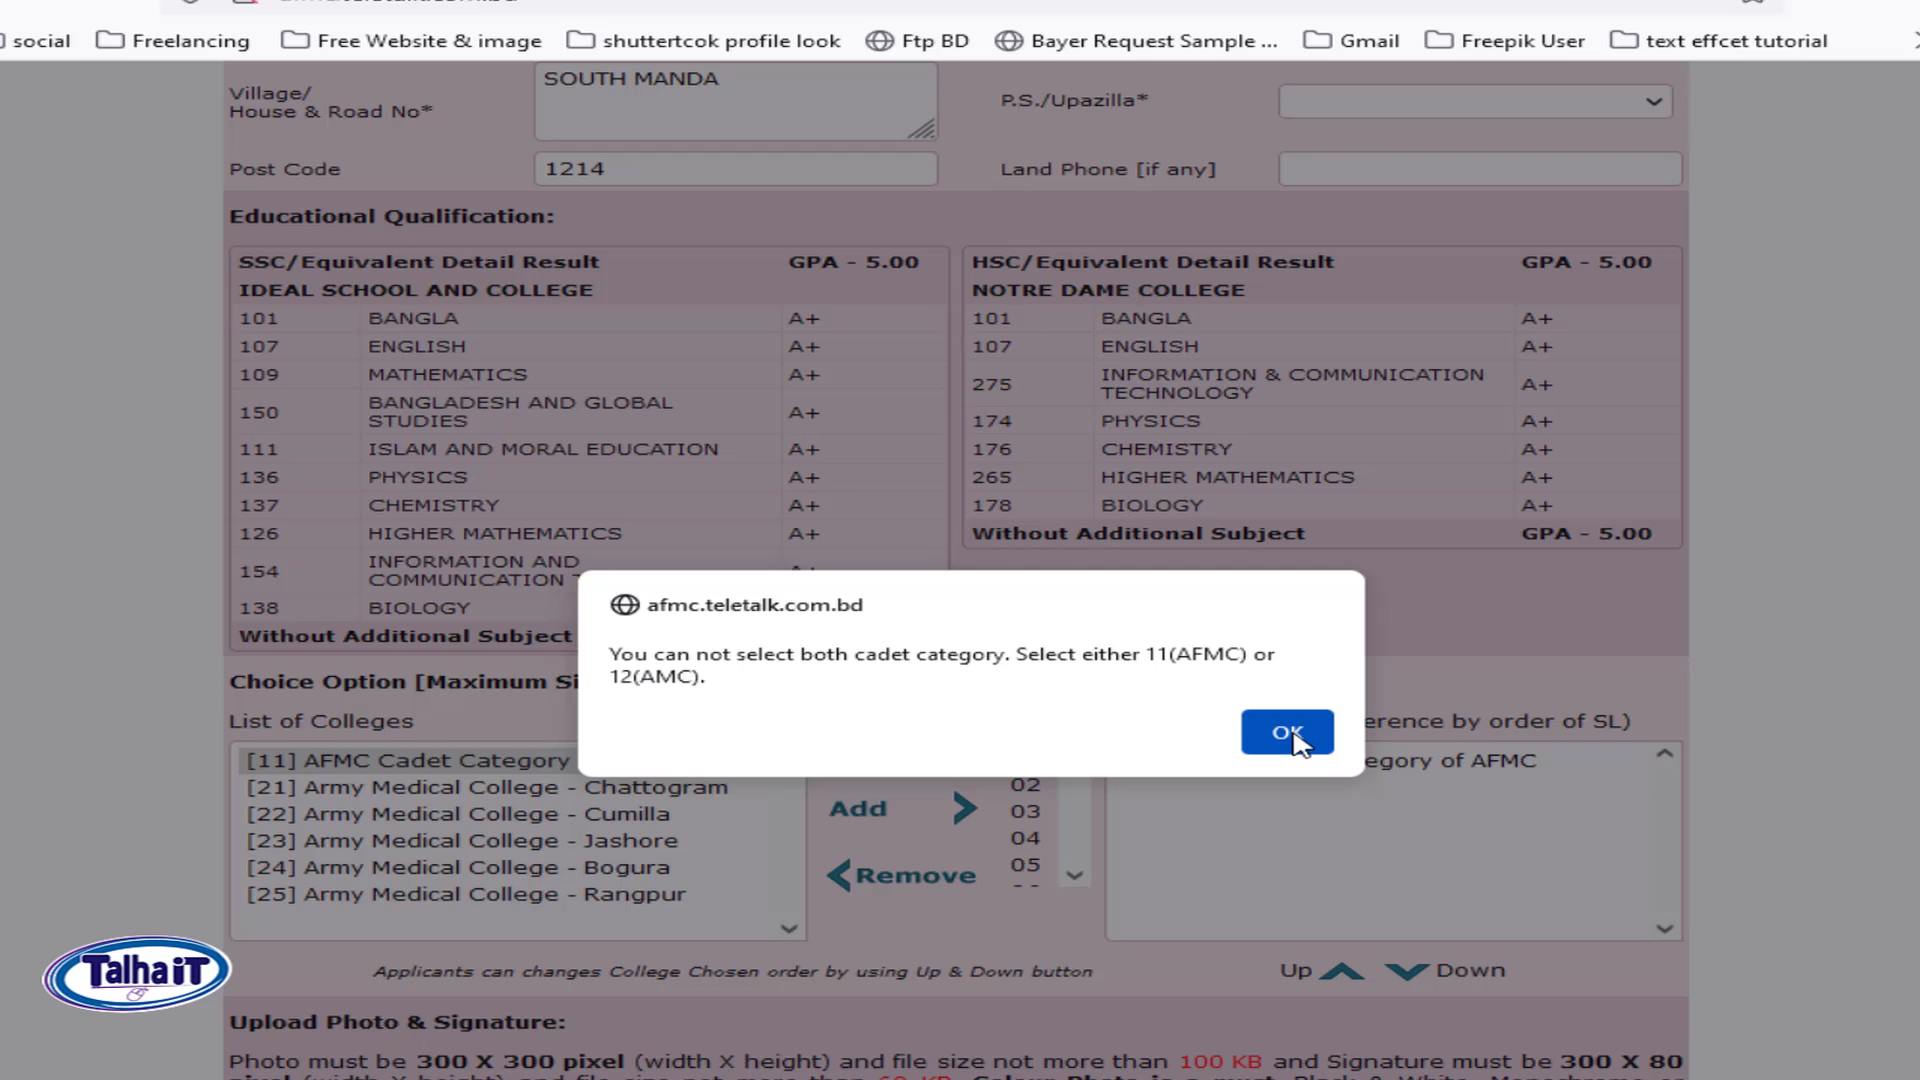 social Freelancing Free Website & image shuttertcok profile look Ftp BD Bayer Request Sample ... Gmail Freepik User text effcet tutorial
Village/
House & Road No*
SOUTH MANDA
P.S./Upazilla*
Post Code 1214 Land Phone [if any]
Educational Qualification:
SSC/Equivalent Detail Result GPA - 5.00
IDEAL SCHOOL AND COLLEGE
101 BANGLA A+
107 ENGLISH A+
109 MATHEMATICS A+
150 BANGLADESH AND GLOBAL STUDIES A+
111 ISLAM AND MORAL EDUCATION A+
136 PHYSICS A+
137 CHEMISTRY A+
126 HIGHER MATHEMATICS A+
154 INFORMATION AND
COMMUNICATION
138 BIOLOGY
Without Additional Subject
HSC/Equivalent Detail Result GPA - 5.00
NOTRE DAME COLLEGE
101 BANGLA A+
107 ENGLISH A+
275 INFORMATION & COMMUNICATION TECHNOLOGY A+
174 PHYSICS A+
176 CHEMISTRY A+
265 HIGHER MATHEMATICS A+
178 BIOLOGY A+
Without Additional Subject GPA - 5.00
afmc.teletalk.com.bd
You can not select both cadet category. Select either 11(AFMC) or
12(AMC).
OK
Choice Option [Maximum
List of Colleges
by order of SL)
[11] AFMC Cadet Category
[21] Army Medical College - Chattogram
[22] Army Medical College - Cumilla
[23] Army Medical College - Jashore
[24] Army Medical College - Bogura
[25] Army Medical College - Rangpur
Add
Remove
02
03
04
05
of AFMC
Applicants can changes College Chosen order by using Up & Down button
Up Down
Talha iT
Upload Photo & Signature:
Photo must be 300 X 300 pixel (width X height) and file size not more than 100 KB and Signature must be 300 X 80